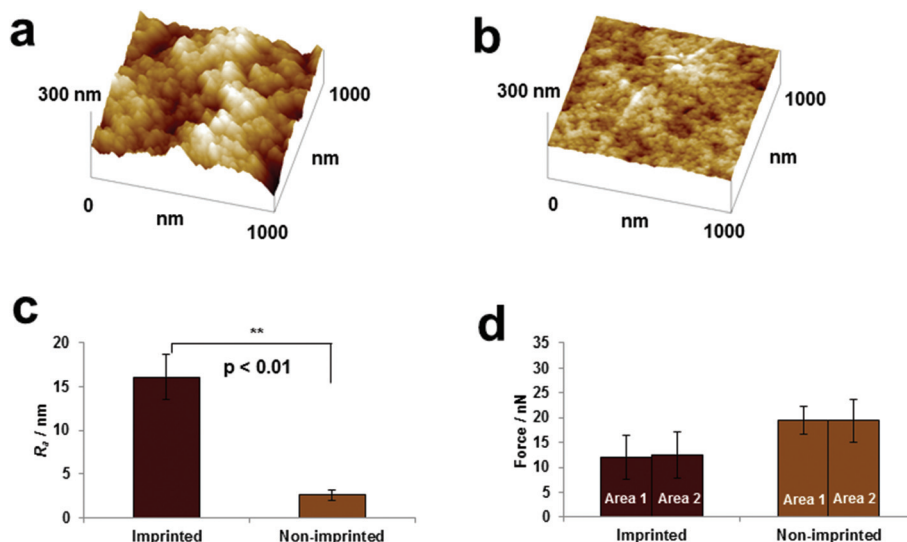 a
300 nm
1000
nm
0
nm
1000
b
300 nm
1000
nm
0
nm
1000
c
20
15
10
5
0
Rₐ / nm
**
p < 0.01
Imprinted
Non-imprinted
d
35
30
25
20
15
10
5
0
Force / nN
Area 1
Area 2
Area 1
Area 2
Imprinted
Non-imprinted